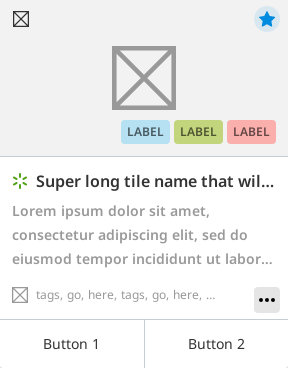 LABEL LABEL LABEL
Super long tile name that wil...
Lorem ipsum dolor sit amet,
consectetur adipiscing elit, sed do
eiusmod tempor incididunt ut labor...
tags, go, here, tags, go, here, ...
Button 1 Button 2